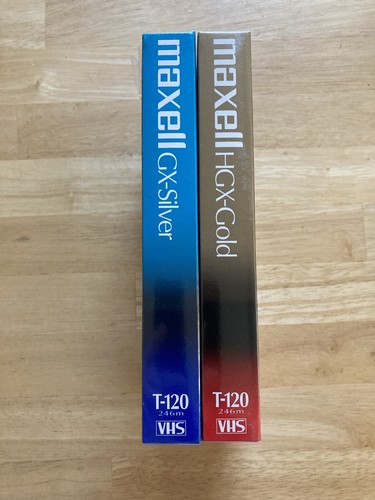 maxell GX-Silver
T-120
246m
VHS
maxell HGX-Gold
T-120
246m
VHS